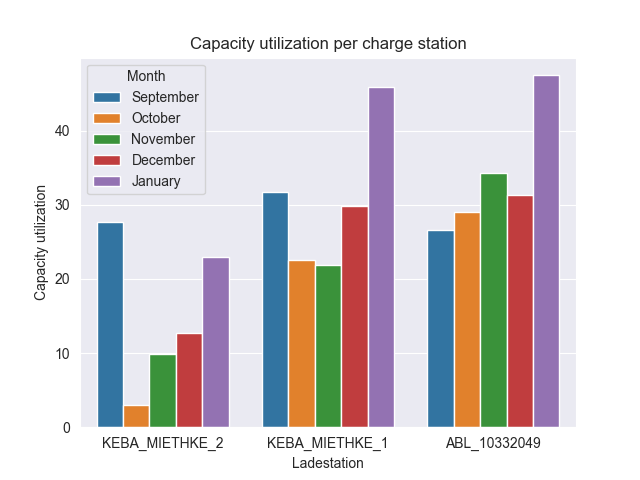 Capacity utilization per charge station
Month
September
October
November
December
January
Capacity utilization
40
30
20
10
0
KEBA_MIETHKE_2 KEBA_MIETHKE_1 ABL_10332049
Ladestation